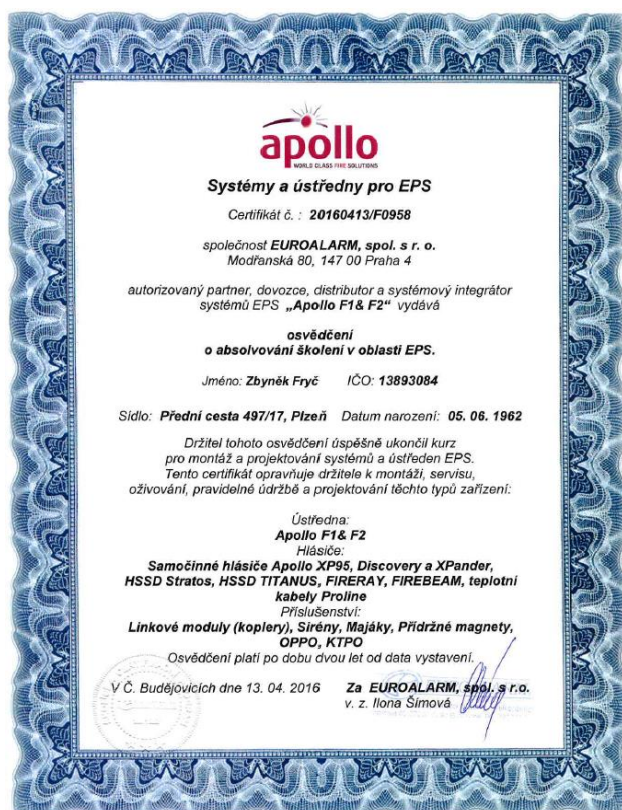 apollo
WORLD CLASS FIRE SOLUTIONS
Systémy a ústředny pro EPS
Certifikát č. : 20160413/F0958
společnost EUROALARM, spol. s r. o.
Modřanská 80, 147 00 Praha 4
autorizovaný partner, dovozce, distributor a systémový integrátor
systémů EPS „Apollo F1& F2“ vydává
osvědčení
o absolvování školení v oblasti EPS.
Jméno: Zbyněk Fryč IČO: 13893084
Sídlo: Přední cesta 497/17, Plzeň Datum narození: 05. 06. 1962
Držitel tohoto osvědčení úspěšně ukončil kurz
pro montáž a projektování systémů a ústředen EPS.
Tento certifikát opravňuje držitele k montáži, servisu,
oživování, pravidelné údržbě a projektování těchto typů zařízení:
Ústředna:
Apollo F1& F2
Hlásiče:
Samočinné hlásiče Apollo XP95, Discovery a XPander,
HSSD Stratos, HSSD TITANUS, FIRERAY, FIREBEAM, teplotní
kabely Proline
Příslušenství:
Linkové moduly (koplery), Sirény, Majáky, Přídržné magnety,
OPPO, KTPO
Osvědčení platí po dobu dvou let od data vystavení.
V Č. Budějovicích dne 13. 04. 2016 Za EUROALARM, spol. s r.o.
v. z. Ilona Šímová